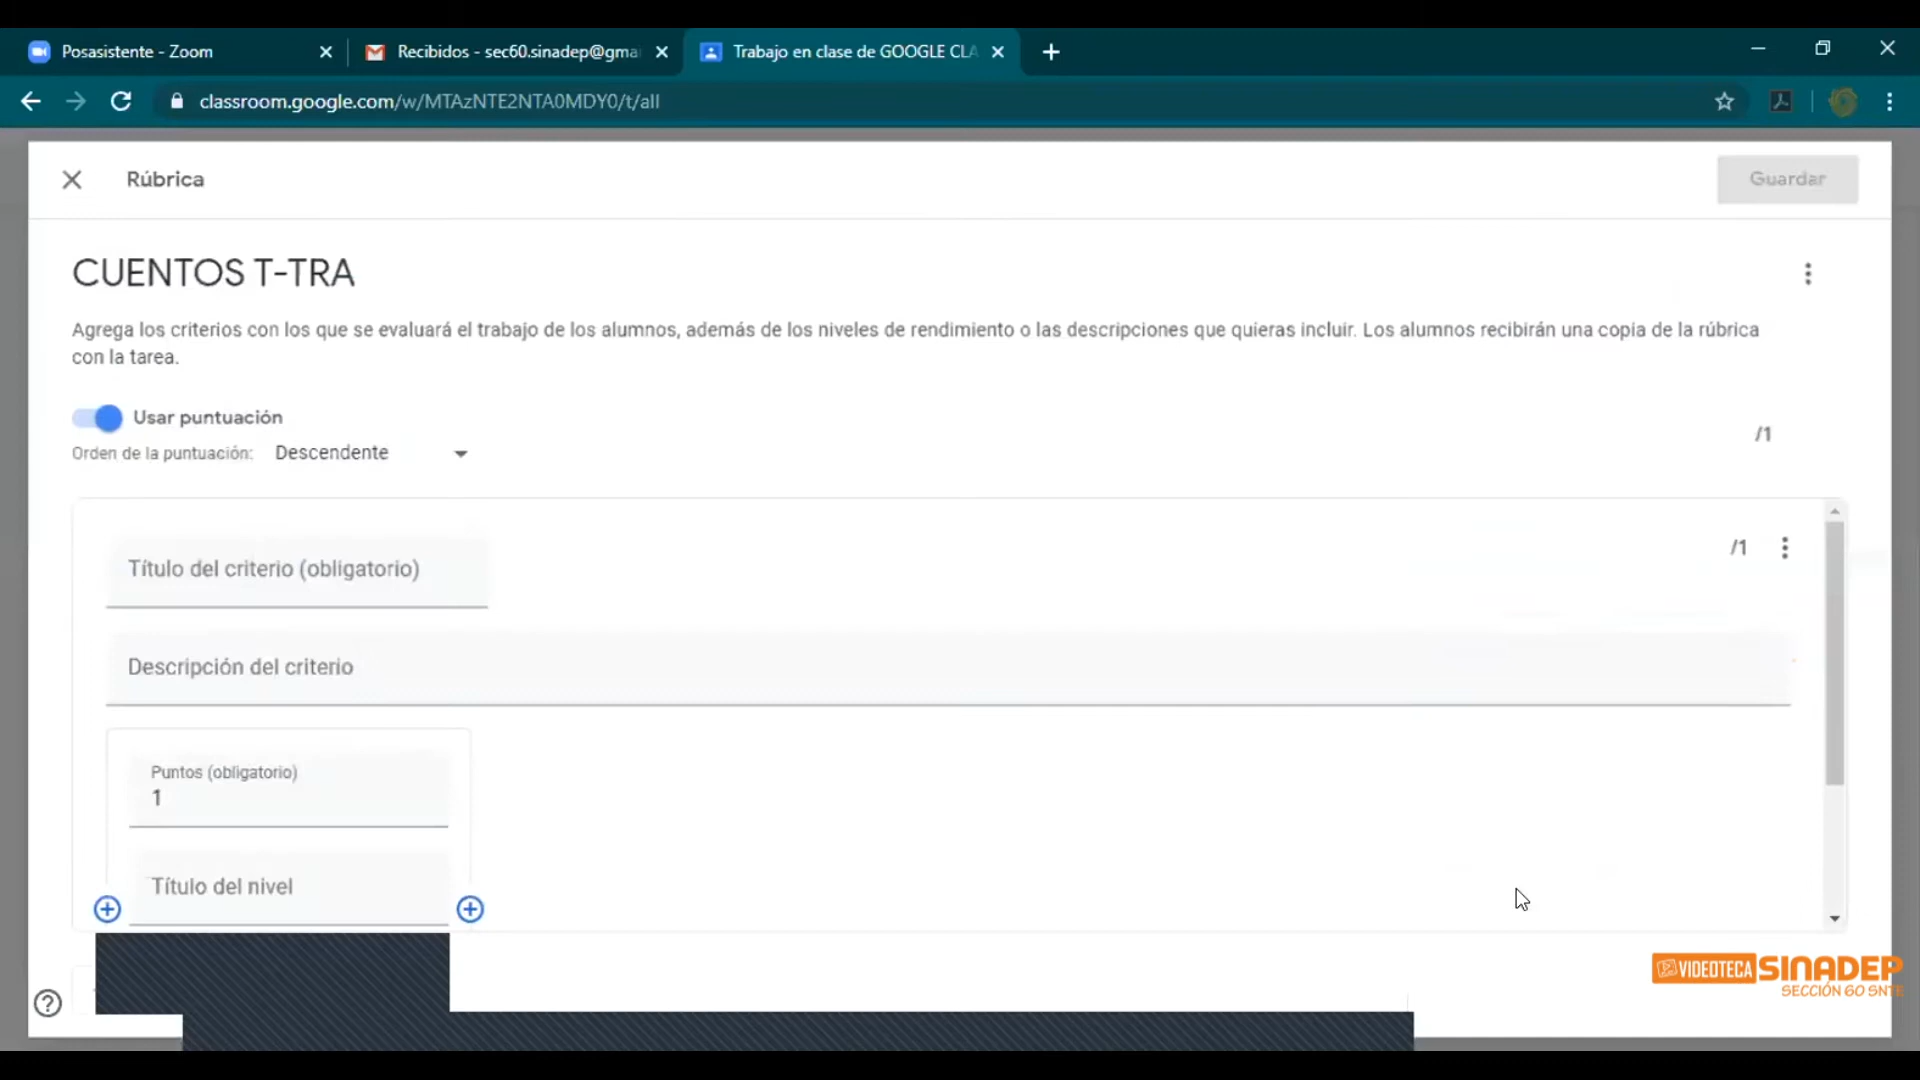 Posasistente - Zoom
Recibidos - sec60.sinadep@gma
Trabajo en clase de GOOGLE CLA
classroom.google.com/w/MTAzNTE2NTA0MDY0/t/all
Rúbrica
Guardar
CUENTOS T-TRA
Agrega los criterios con los que se evaluará el trabajo de los alumnos, además de los niveles de rendimiento o las descripciones que quieras incluir. Los alumnos recibirán una copia de la rúbrica
con la tarea.
Usar puntuación
/1
Orden de la puntuación: Descendente
/1
Título del criterio (obligatorio)
Descripción del criterio
Puntos (obligatorio)
1
Título del nivel
VIDEOTECA SINADEP
SECCIÓN 60 SNTE